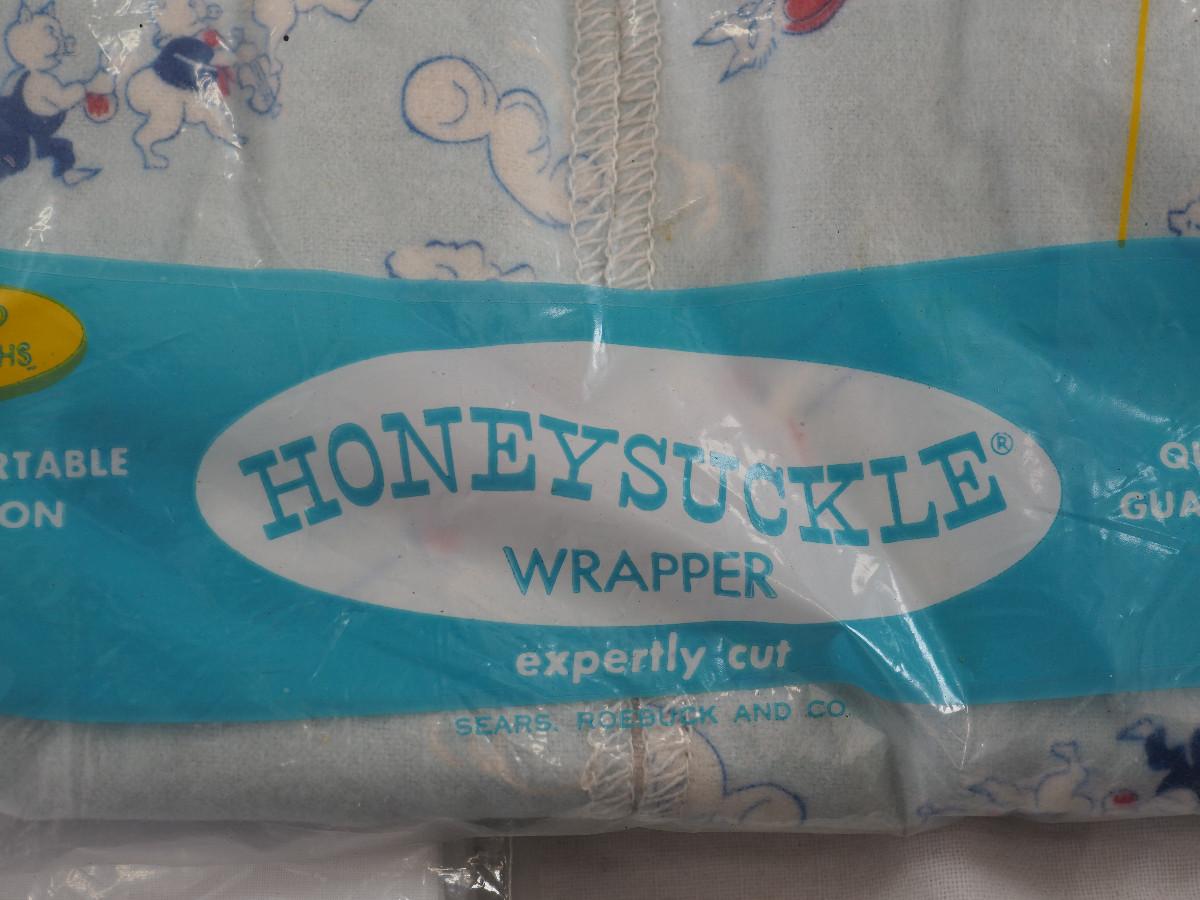 HONEYSUCKLE®
WRAPPER
expertly cut
SEARS, ROEBUCK AND CO.